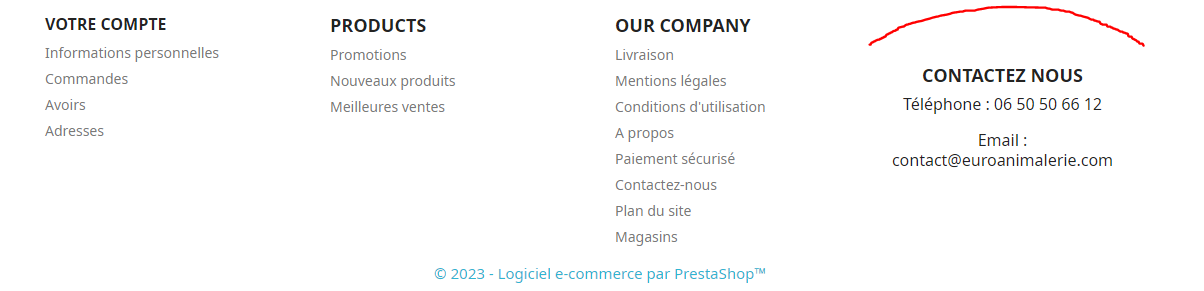 VOTRE COMPTE
Informations personnelles
Commandes
Avoirs
Adresses
PRODUCTS
Promotions
Nouveaux produits
Meilleures ventes
OUR COMPANY
Livraison
Mentions légales
Conditions d'utilisation
A propos
Paiement sécurisé
Contactez-nous
Plan du site
Magasins
CONTACTEZ NOUS
Téléphone : 06 50 50 66 12
Email :
contact@euroanimalerie.com
© 2023 - Logiciel e-commerce par PrestaShop™